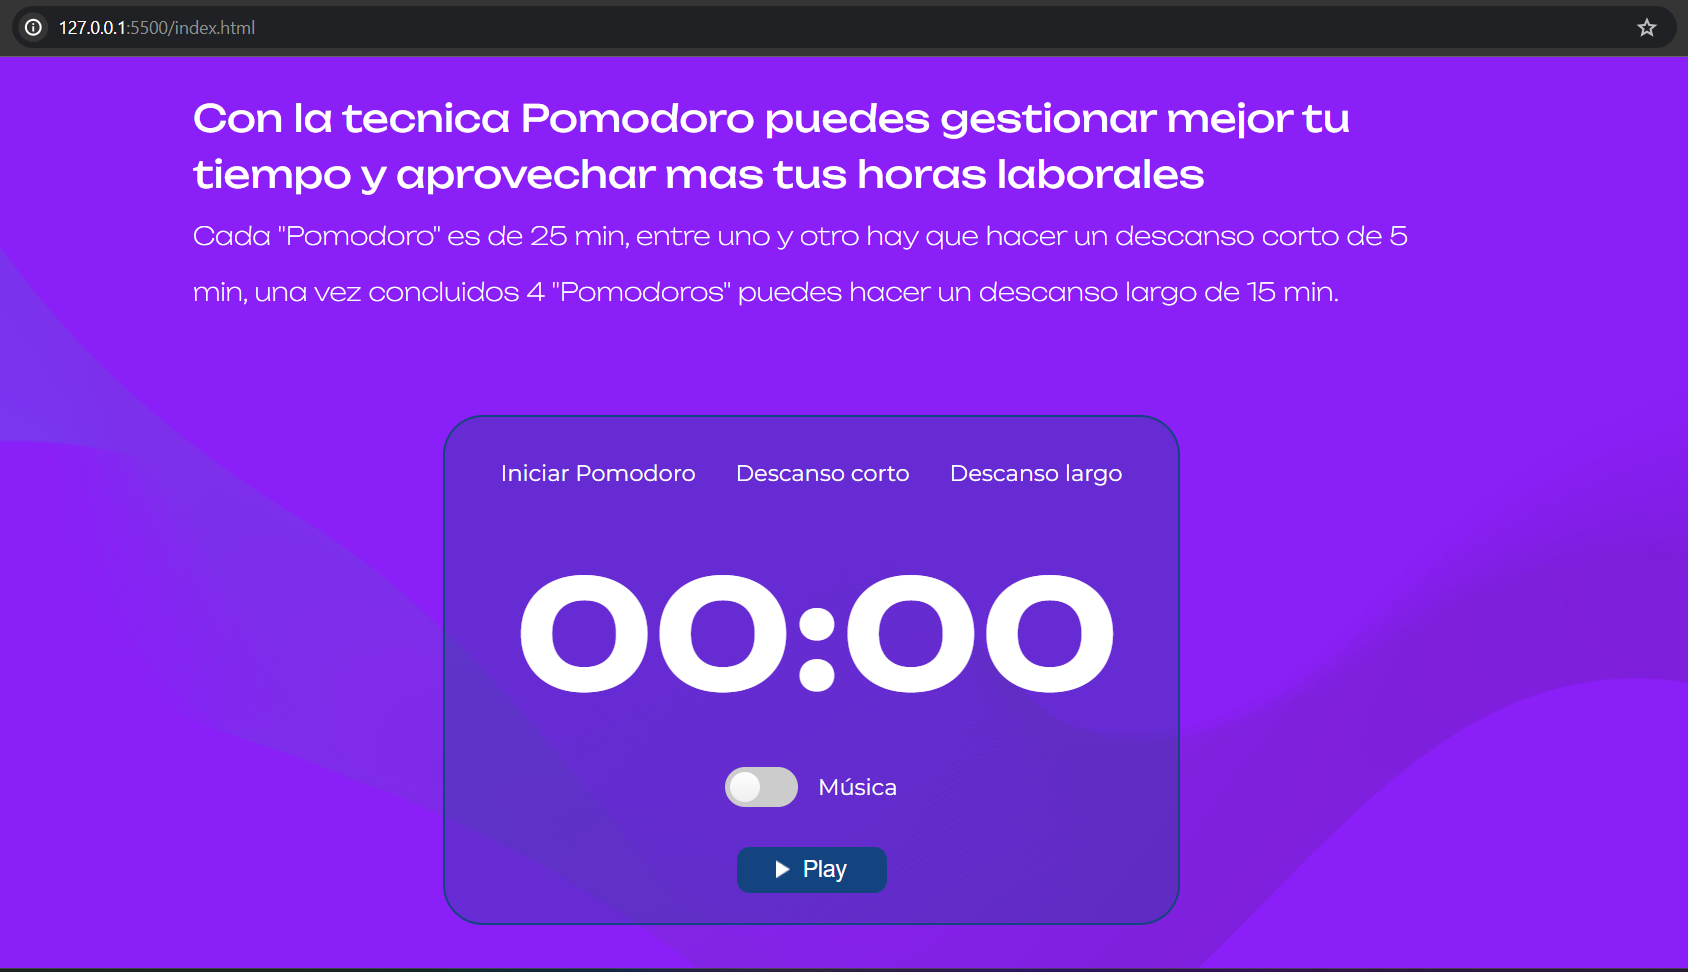 127.0.0.1:5500/index.html
Con la tecnica Pomodoro puedes gestionar mejor tu
tiempo y aprovechar mas tus horas laborales
Cada "Pomodoro" es de 25 min, entre uno y otro hay que hacer un descanso corto de 5
min, una vez concluidos 4 "Pomodoros" puedes hacer un descanso largo de 15 min.
Iniciar Pomodoro Descanso corto Descanso largo
00:00
Música
Play